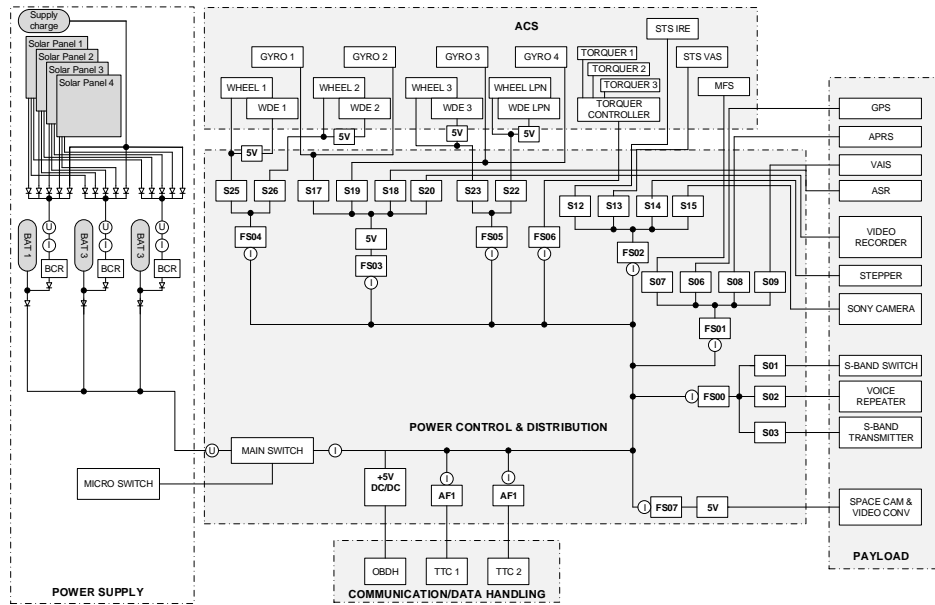 Supply
charge
Solar Panel 1
Solar Panel 2
Solar Panel 3
Solar Panel 4
U
I
U
I
U
I
BAT 1
BCR
BAT 3
BCR
BAT 3
BCR
MICRO SWITCH
POWER SUPPLY
ACS
STS IRE
GYRO 1
GYRO 2
GYRO 3
GYRO 4
TORQUER 1
TORQUER 2
TORQUER 3
TORQUER
CONTROLLER
STS VAS
MFS
WHEEL 1
WDE 1
WHEEL 2
WDE 2
WHEEL 3
WDE 3
WHEEL LPN
WDE LPN
5V
5V
5V
5V
S25
S26
S17
S19
S18
S20
S23
S22
S12
S13
S14
S15
FS04
I
5V
FS03
I
FS05
I
FS06
I
FS02
I
S07
S06
S08
S09
FS01
I
I
FS00
S01
S02
S03
POWER CONTROL & DISTRIBUTION
U
MAIN SWITCH
I
+5V
DC/DC
I
AF1
I
AF1
I
FS07
5V
OBDH
TTC 1
TTC 2
COMMUNICATION/DATA HANDLING
GPS
APRS
VAIS
ASR
VIDEO
RECORDER
STEPPER
SONY CAMERA
S-BAND SWITCH
VOICE
REPEATER
S-BAND
TRANSMITTER
SPACE CAM &
VIDEO CONV
PAYLOAD